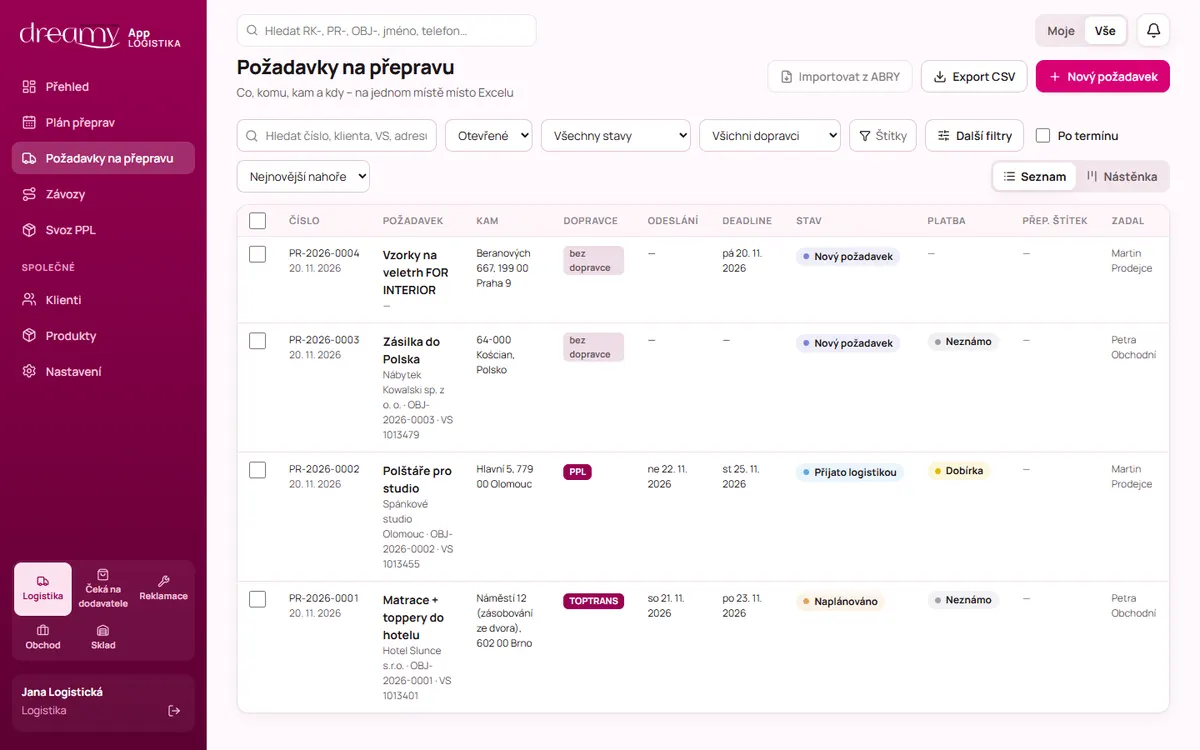 dreamy App
LOGISTIKA
Přehled
Plán přeprav
Požadavky na přepravu
Závozy
Svoz PPL
SPOLEČNÉ
Klienti
Produkty
Nastavení
Logistika
Čeká na
dodavatele
Reklamace
Obchod
Sklad
Jana Logistická
Logistika
Hledat RK-, PR-, OBJ-, jméno, telefon...
Moje
Vše
Požadavky na přepravu
Co, komu, kam a kdy – na jednom místě místo Excelu
Importovat z ABRY
Export CSV
+ Nový požadavek
Hledat číslo, klienta, VS, adresu
Otevřené
Všechny stavy
Všichni dopravci
Štítky
Další filtry
Po termínu
Nejnovější nahoře
Seznam
Nástěnka
ČÍSLO
POŽADAVEK
KAM
DOPRAVCE
ODESLÁNÍ
DEADLINE
STAV
PLATBA
PŘEP. ŠTÍTEK
ZADAL
PR-2026-0004
20. 11. 2026
Vzorky na
veletrh FOR
INTERIOR
—
Beranových
667, 199 00
Praha 9
bez
dopravce
—
pá 20. 11.
2026
Nový požadavek
—
—
Martin
Prodejce
PR-2026-0003
20. 11. 2026
Zásilka do
Polska
Nábytek
Kowalski sp. z
o. o. · OBJ-
2026-0003 · VS
1013479
64-000
Kościan,
Polsko
bez
dopravce
—
—
Nový požadavek
Neznámo
—
Petra
Obchodní
PR-2026-0002
20. 11. 2026
Polštáře pro
studio
Spánkové
studio
Olomouc · OBJ-
2026-0002 · VS
1013455
Hlavní 5, 779
00 Olomouc
PPL
ne 22. 11.
2026
st 25. 11.
2026
Přijato logistikou
Dobírka
—
Martin
Prodejce
PR-2026-0001
20. 11. 2026
Matrace +
toppery do
hotelu
Hotel Slunce
s.r.o. · OBJ-
2026-0001 · VS
1013401
Náměstí 12
(zásobování
ze dvora),
602 00 Brno
TOPTRANS
so 21. 11.
2026
po 23. 11.
2026
Naplánováno
Neznámo
—
Petra
Obchodní